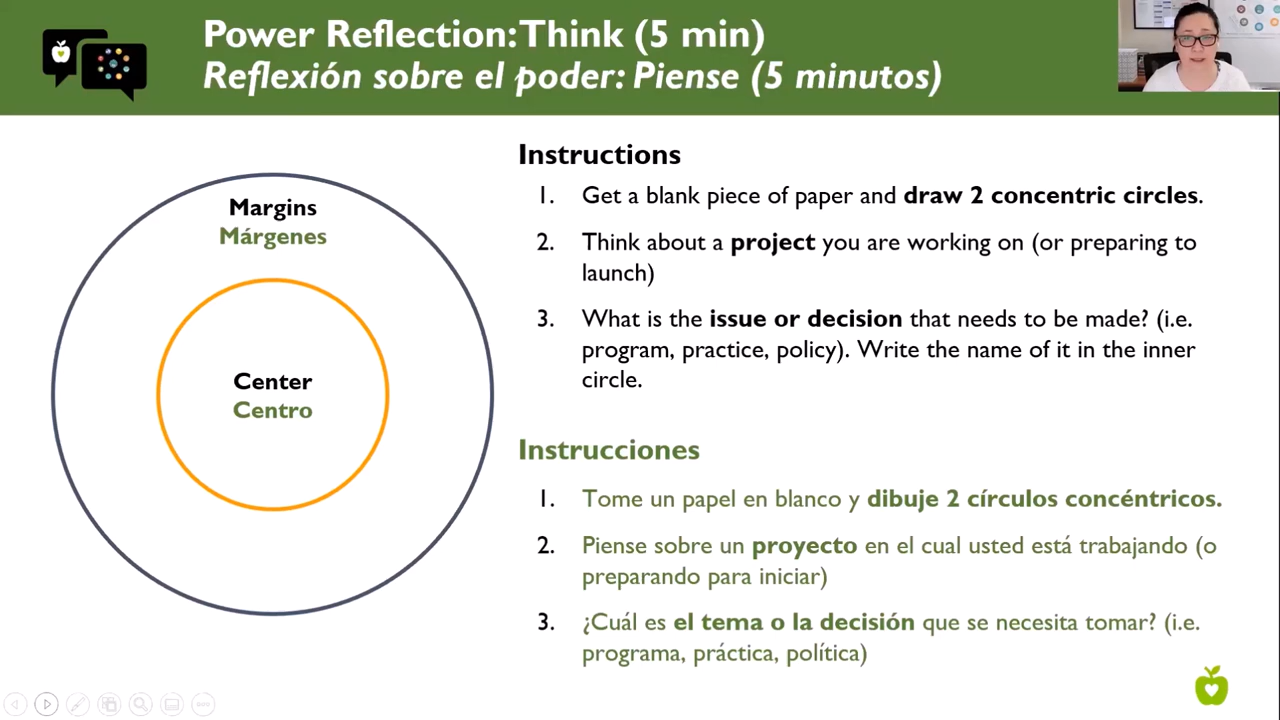 Power Reflection: Think (5 min)
Reflexión sobre el poder: Piense (5 minutos)
Margins
Márgenes
Center
Centro
Instructions
1. Get a blank piece of paper and draw 2 concentric circles.
2. Think about a project you are working on (or preparing to
launch)
3. What is the issue or decision that needs to be made? (i.e.
program, practice, policy). Write the name of it in the inner
circle.
Instrucciones
1. Tome un papel en blanco y dibuje 2 círculos concéntricos.
2. Piense sobre un proyecto en el cual usted está trabajando (o
preparando para iniciar)
3. ¿Cuál es el tema o la decisión que se necesita tomar? (i.e.
programa, práctica, política)